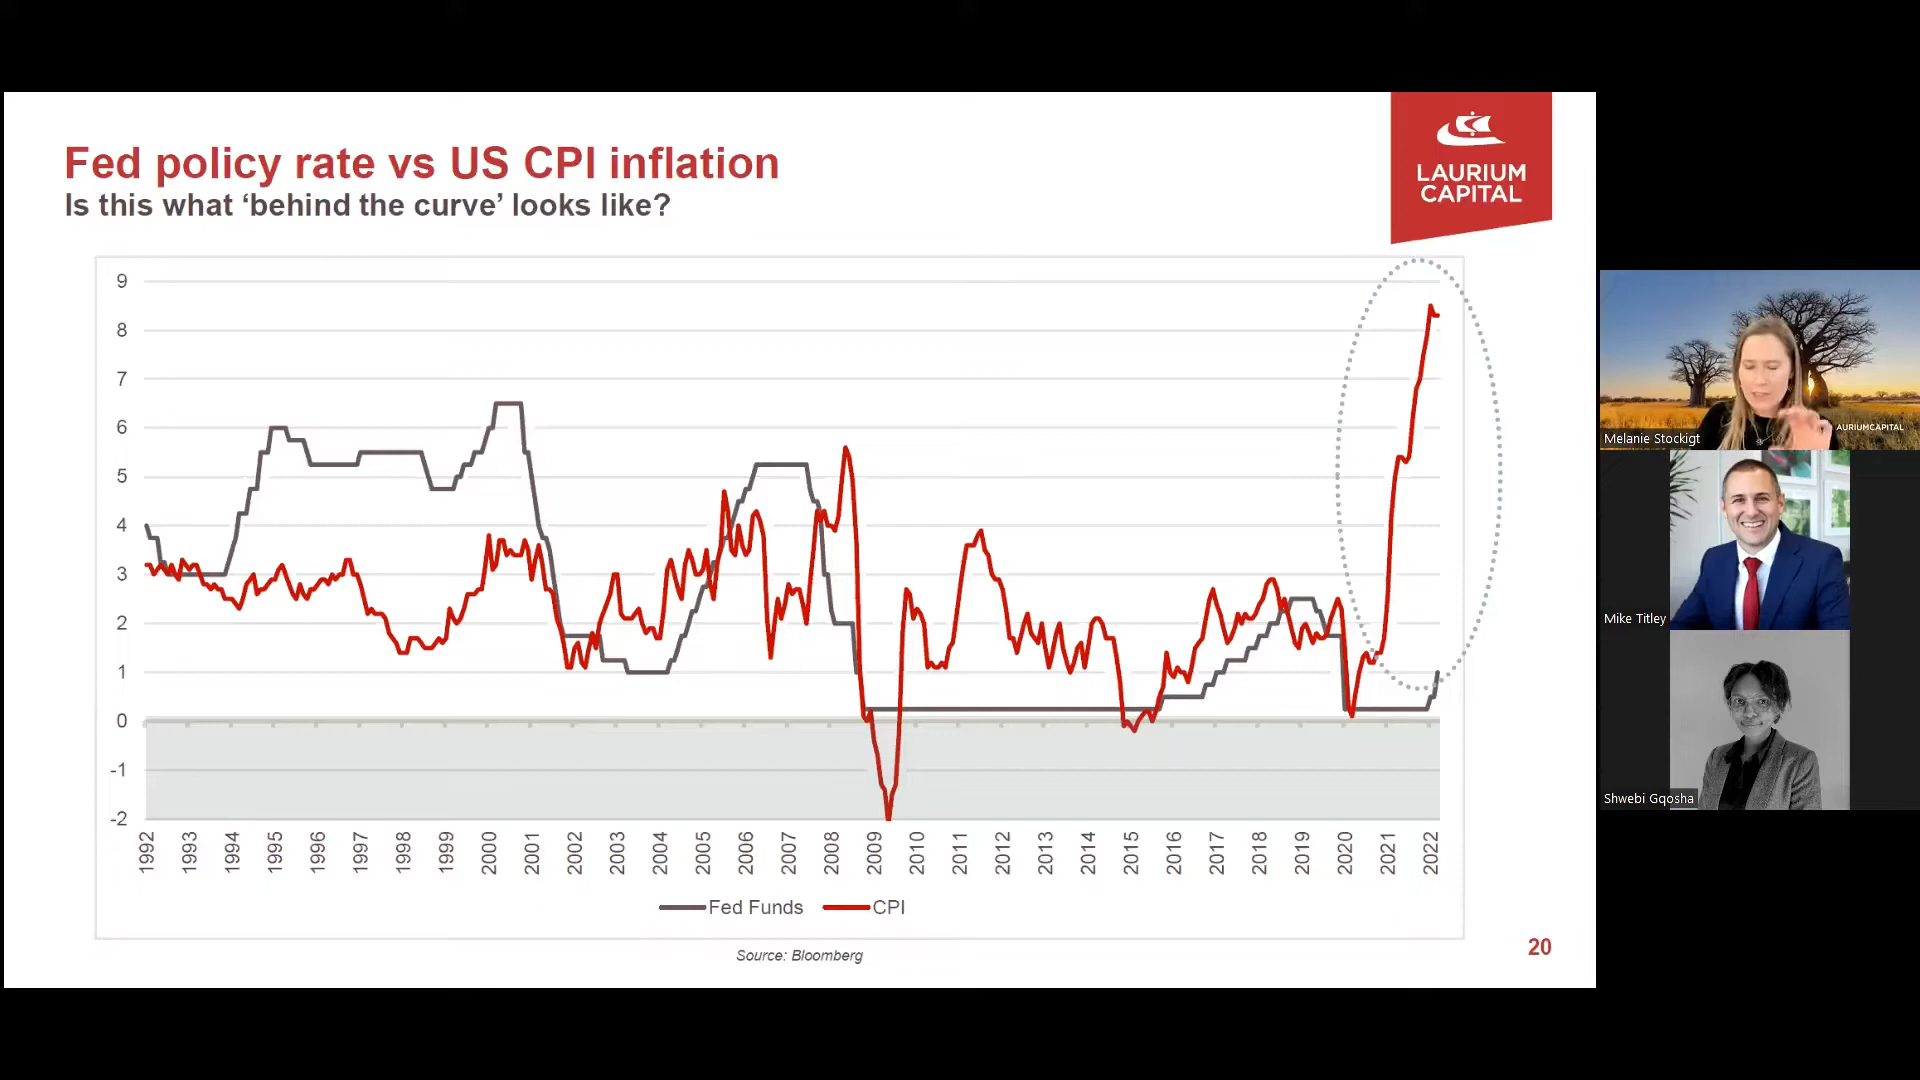 Fed policy rate vs US CPI inflation
Is this what ‘behind the curve’ looks like?
LAURIUM
CAPITAL
9
8
7
6
5
4
3
2
1
0
-1
-2
1992 1993 1994 1995 1996 1997 1998 1999 2000 2001 2002 2003 2004 2005 2006 2007 2008 2009 2010 2011 2012 2013 2014 2015 2016 2017 2018 2019 2020 2021 2022
Fed Funds CPI
Source: Bloomberg
20
AURIUMCAPITAL
Melanie Stockigt
Mike Titley
Shwebi Gqosha